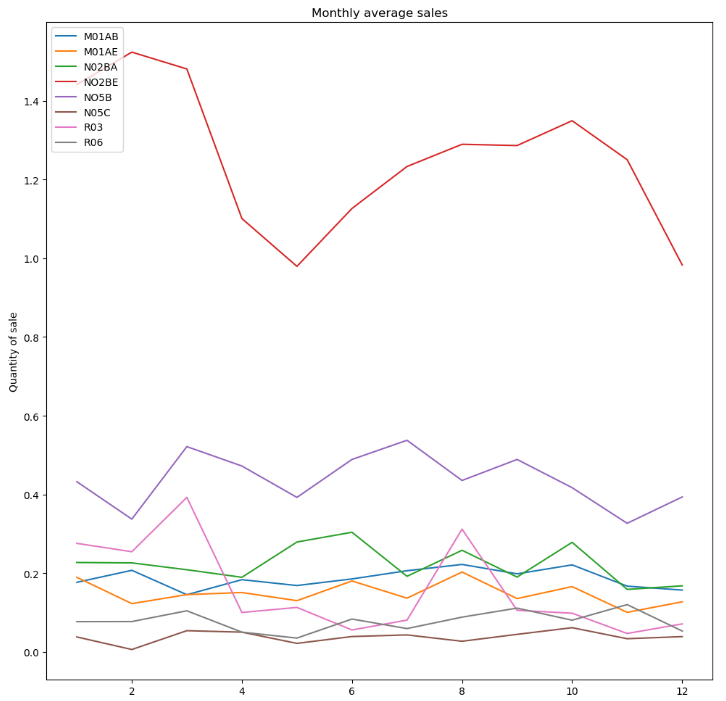 Monthly average sales
M01AB
M01AE
N02BA
NO2BE
NO5B
N05C
R03
R06
Quantity of sale
1.4
1.2
1.0
0.8
0.6
0.4
0.2
0.0
2 4 6 8 10 12